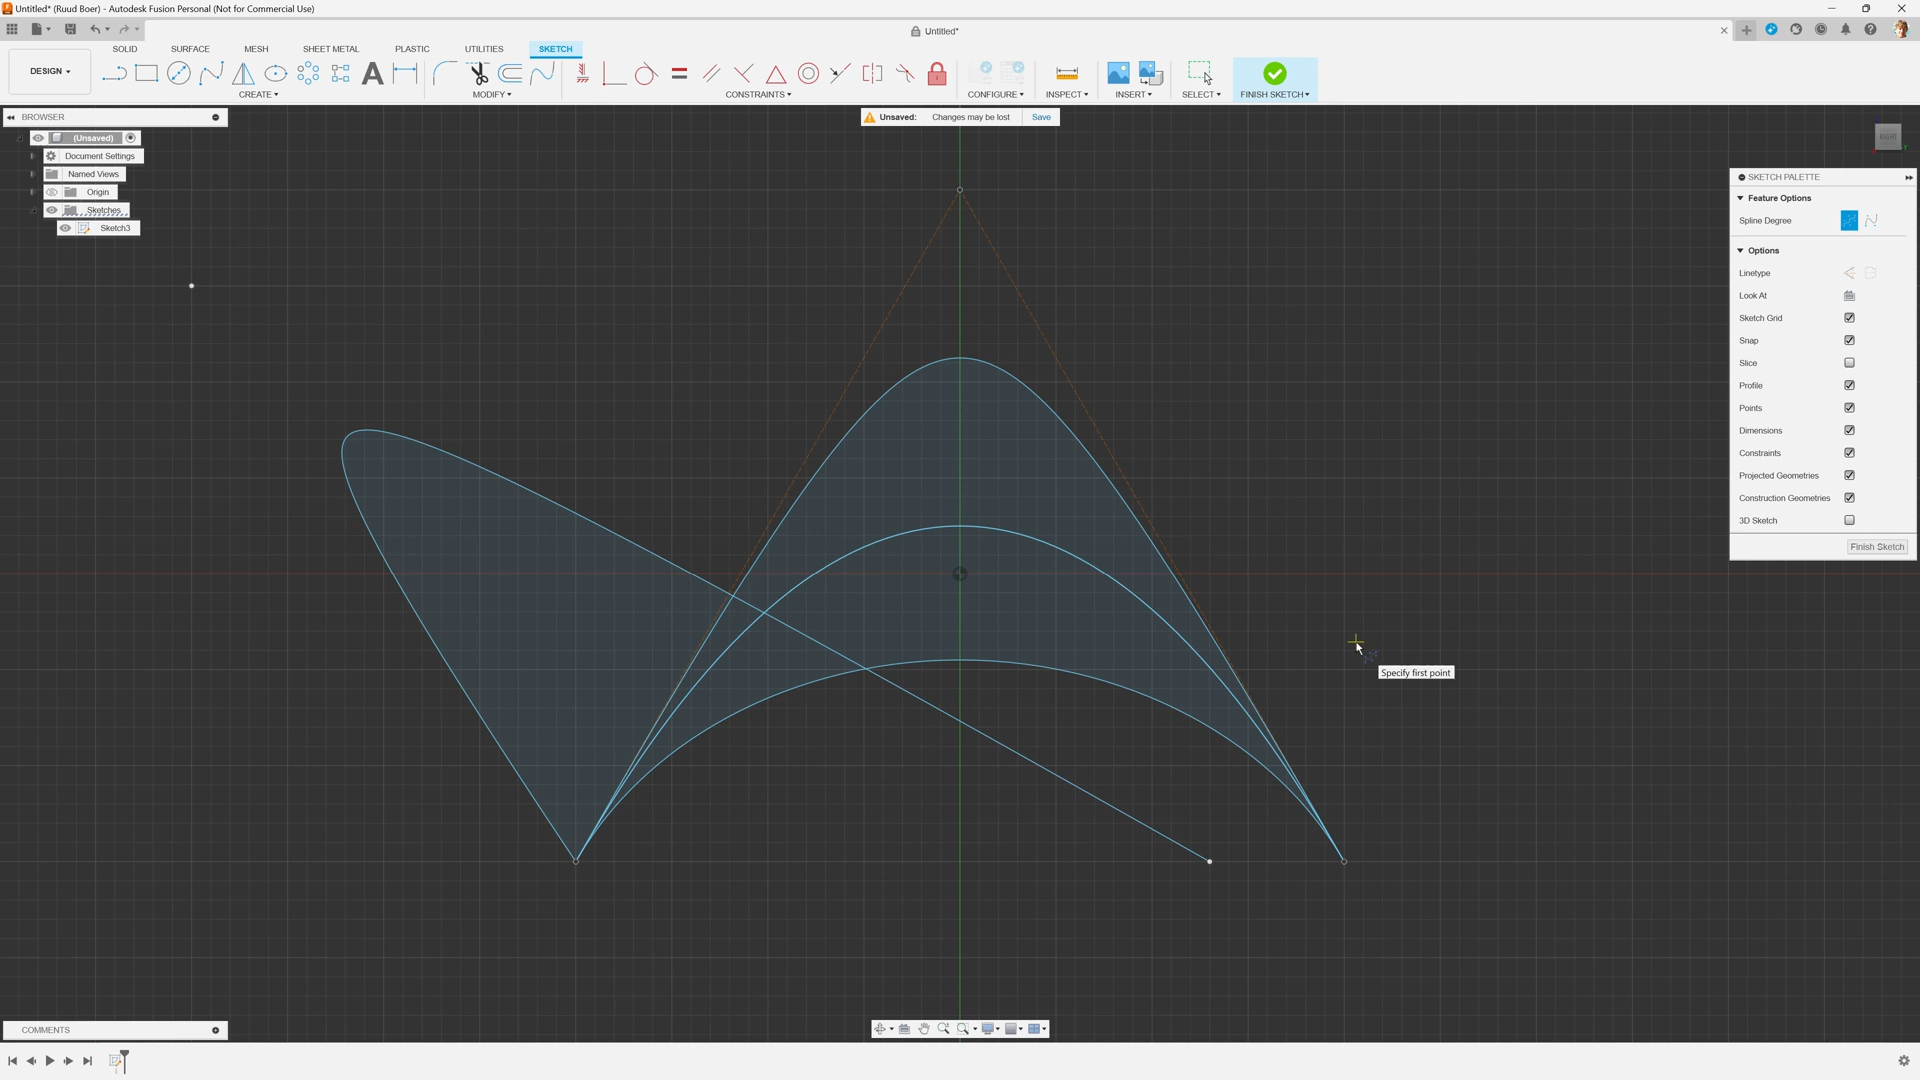 Untitled* (Ruud Boer) - Autodesk Fusion Personal (Not for Commercial Use)
Untitled*
SOLID SURFACE MESH SHEET METAL PLASTIC UTILITIES SKETCH
DESIGN
CREATE MODIFY CONSTRAINTS CONFIGURE INSPECT INSERT SELECT FINISH SKETCH
BROWSER
Unsaved: Changes may be lost Save
(Unsaved)
Document Settings
Named Views
Origin
Sketches
Sketch3
RIGHT
Y
SKETCH PALETTE
Feature Options
Spline Degree
Options
Linetype
Look At
Sketch Grid
Snap
Slice
Profile
Points
Dimensions
Constraints
Projected Geometries
Construction Geometries
3D Sketch
Finish Sketch
Specify first point
COMMENTS